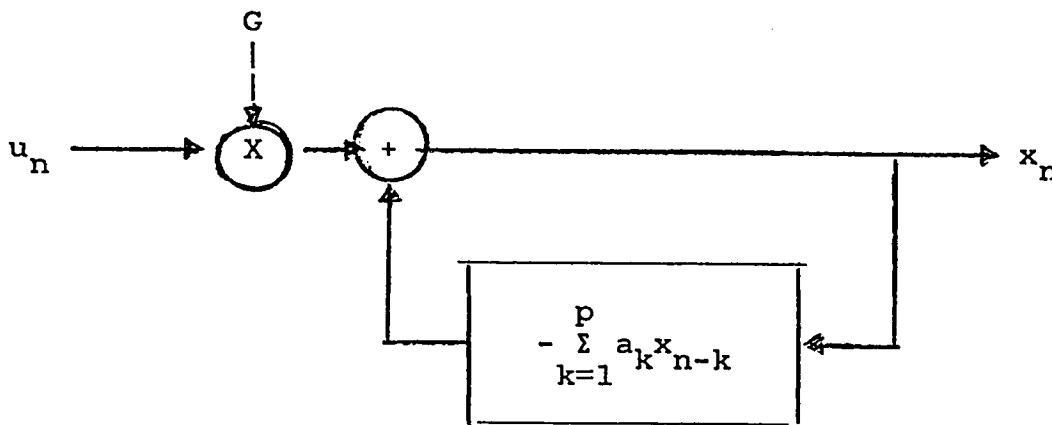 G
u_n X + x_n
p
- Σ a_k x_{n-k}
k=1